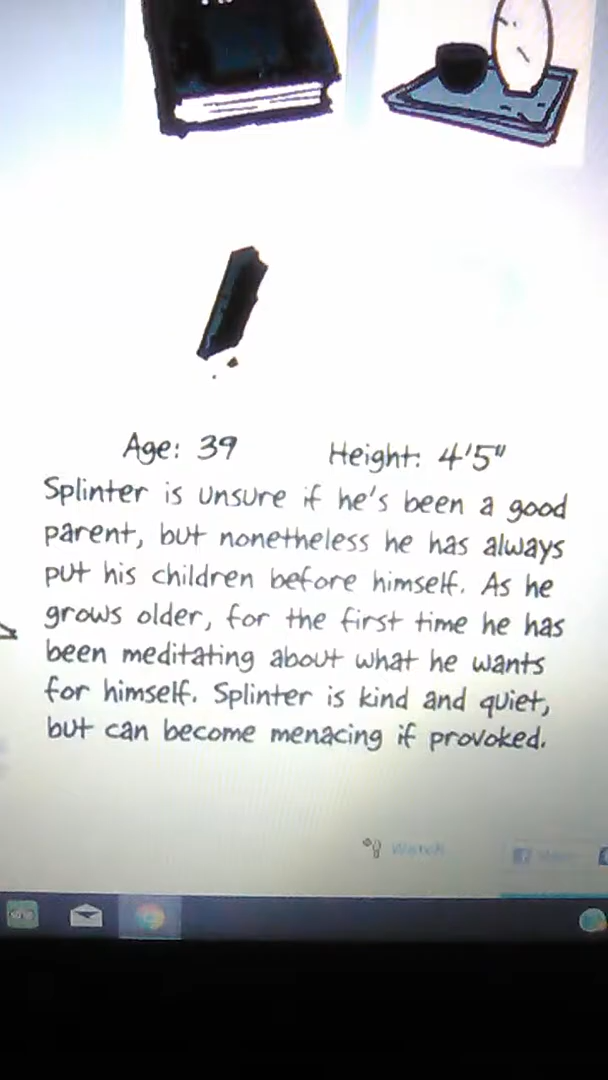 Age: 39 Height: 4'5"
Splinter is unsure if he's been a good
parent, but nonetheless he has always
put his children before himself. As he
grows older, for the first time he has
been meditating about what he wants
for himself. Splinter is kind and quiet,
but can become menacing if provoked.
Watch